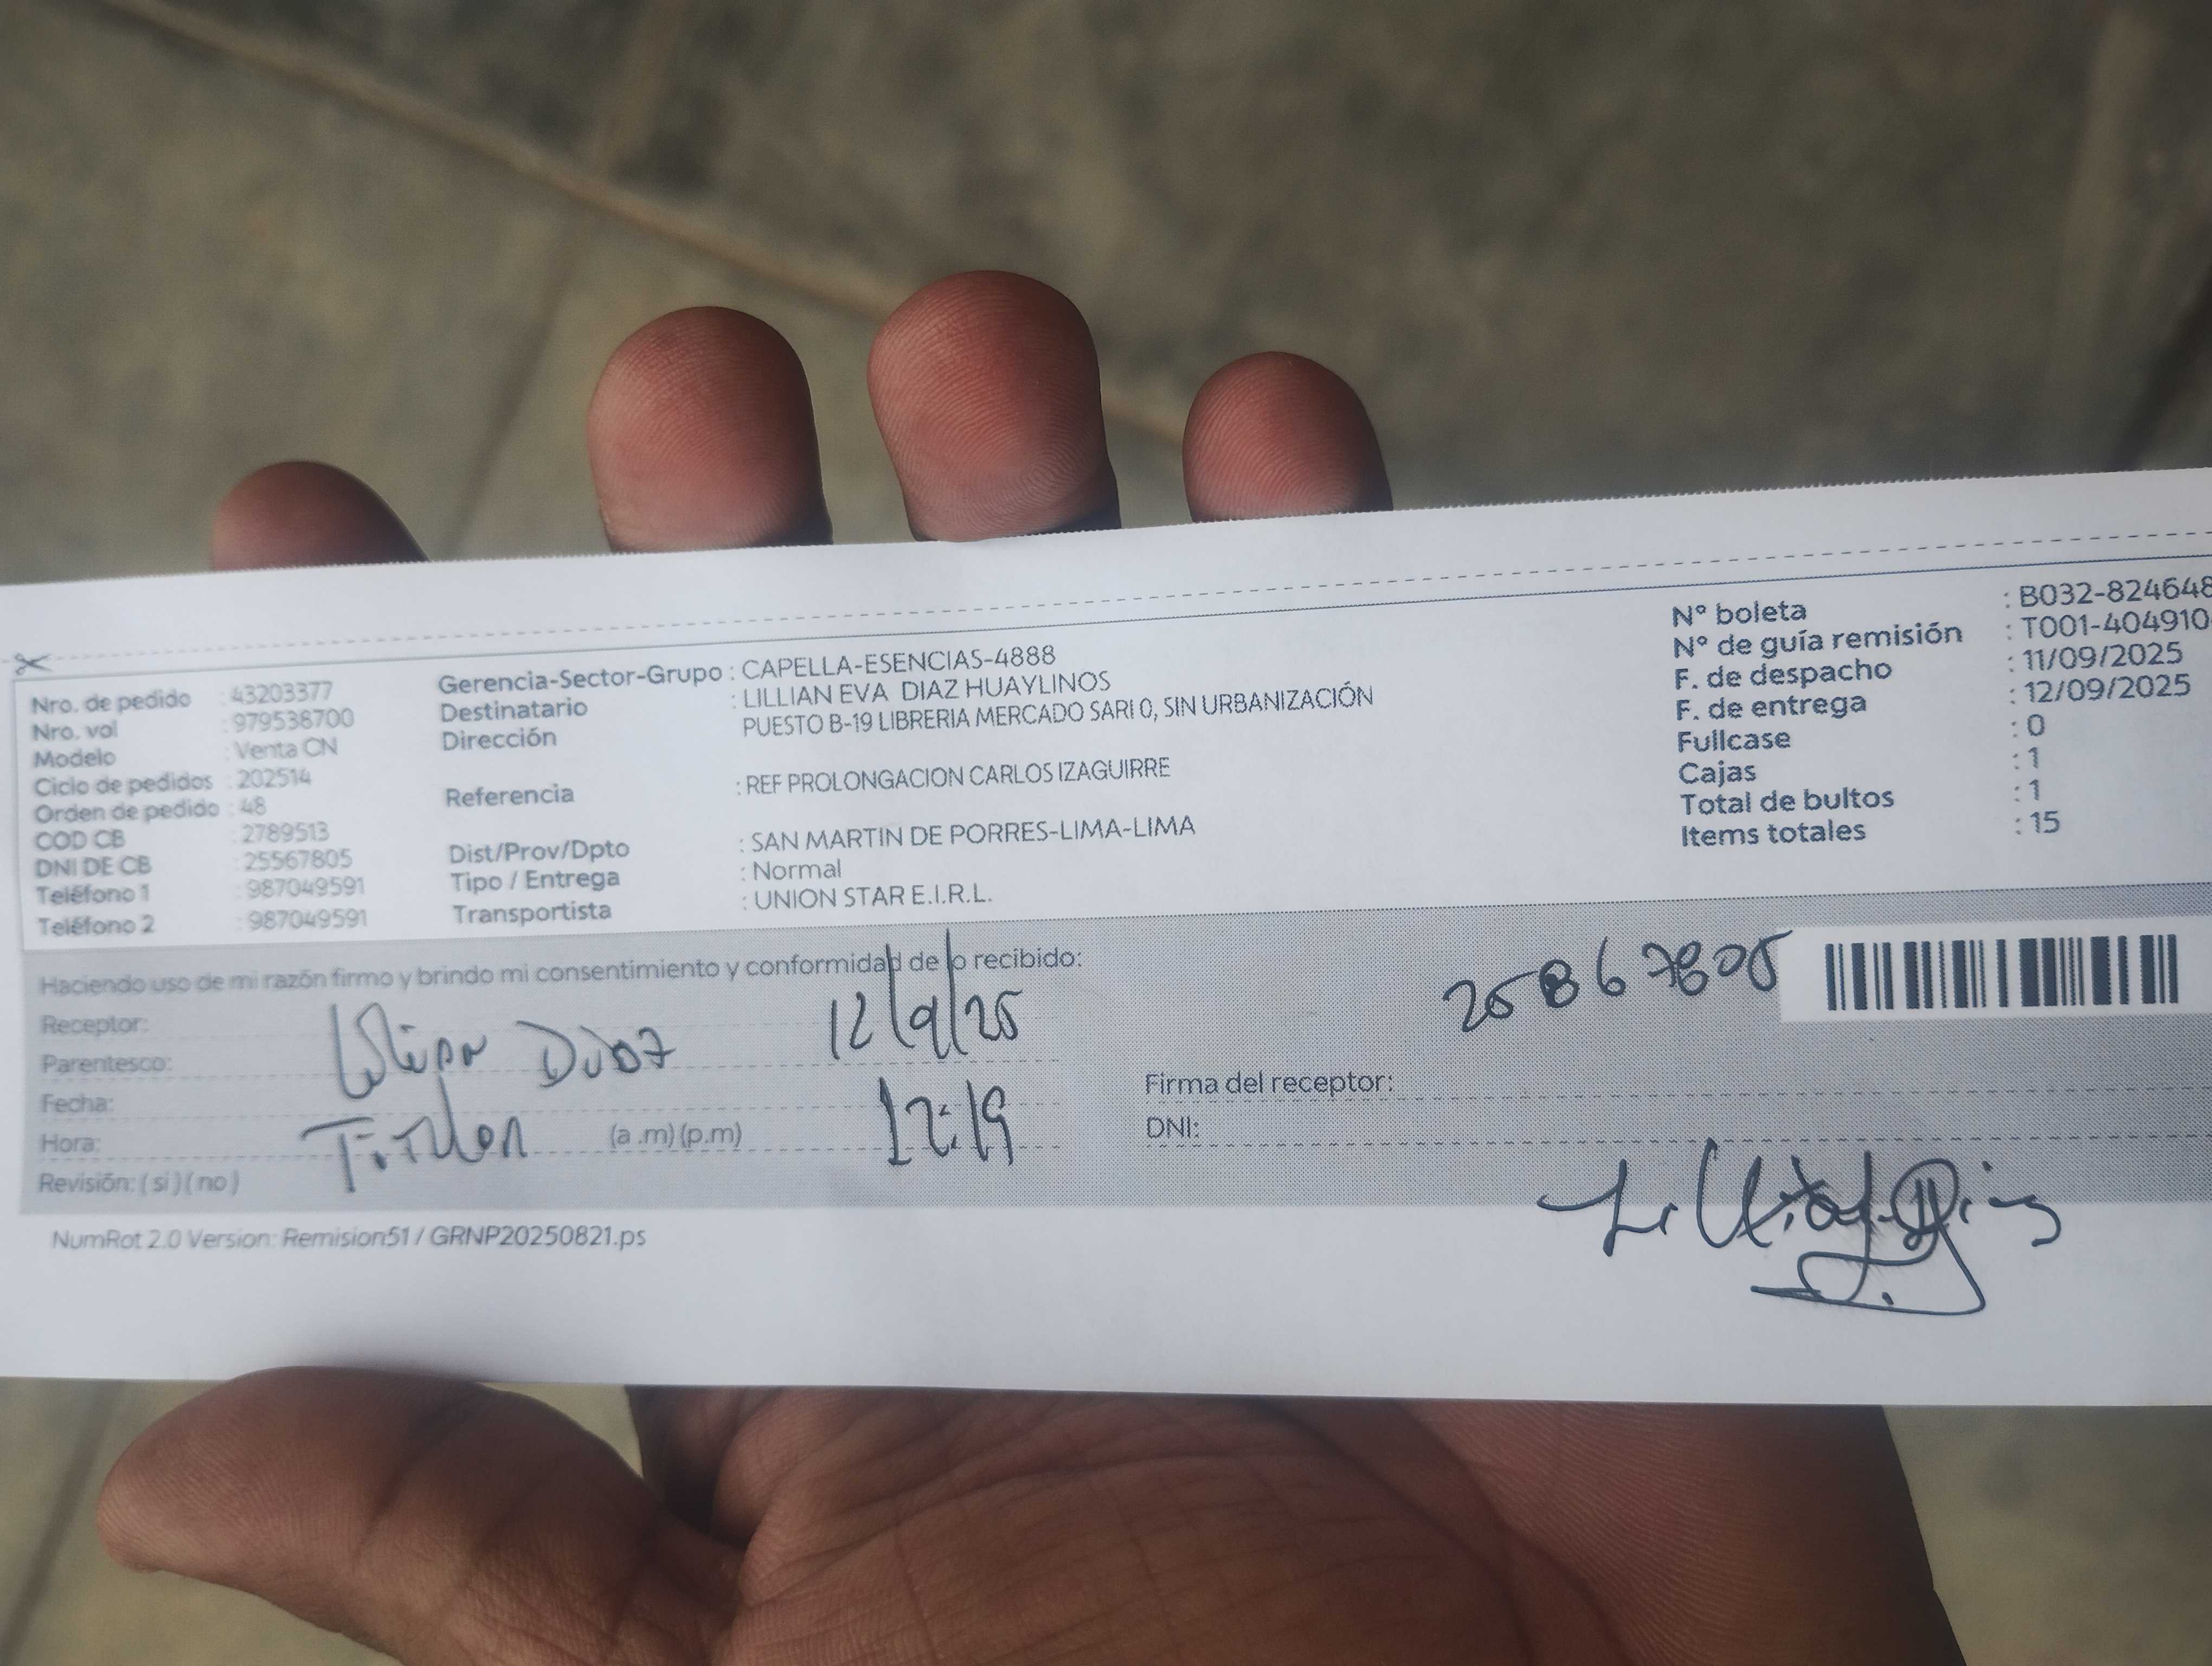 Nro. de pedido : 43203377
Nro. vol : 979538700
Modelo : Venta CN
Ciclo de pedidos : 202514
Orden de pedido : 48
COD CB : 2789513
DNI DE CB : 25567805
Teléfono 1 : 987049591
Teléfono 2 : 987049591
Gerencia-Sector-Grupo : CAPELLA-ESENCIAS-4888
Destinatario : LILLIAN EVA DIAZ HUAYLINOS
Dirección PUESTO B-19 LIBRERIA MERCADO SARI 0, SIN URBANIZACIÓN
Referencia : REF PROLONGACION CARLOS IZAGUIRRE
Dist/Prov/Dpto : SAN MARTIN DE PORRES-LIMA-LIMA
Tipo / Entrega : Normal
Transportista : UNION STAR E.I.R.L.
N° boleta : B032-824648
N° de guía remisión : T001-404910
F. de despacho : 11/09/2025
F. de entrega : 12/09/2025
Fullcase : 0
Cajas : 1
Total de bultos : 1
Items totales : 15
Haciendo uso de mi razón firmo y brindo mi consentimiento y conformidad de lo recibido:
Receptor:
Parentesco: Lilian Diaz 12/9/25
Fecha:
Hora: (a .m) (p.m) 12:19
Revisión: ( si ) ( no )
25867805
Firma del receptor:
DNI:
NumRot 2.0 Version: Remision51 / GRNP20250821.ps